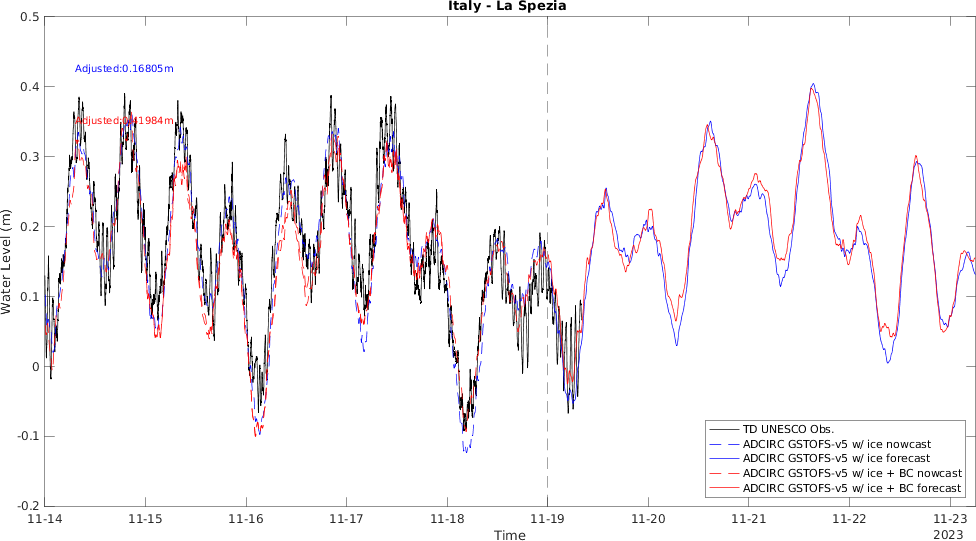 Italy - La Spezia
0.5
0.4
0.3
0.2
0.1
0
-0.1
-0.2
Water Level (m)
Adjusted:0.16805m
Adjusted:0.41984m
TD UNESCO Obs.
ADCIRC GSTOFS-v5 w/ ice nowcast
ADCIRC GSTOFS-v5 w/ ice forecast
ADCIRC GSTOFS-v5 w/ ice + BC nowcast
ADCIRC GSTOFS-v5 w/ ice + BC forecast
11-14 11-15 11-16 11-17 11-18 11-19 11-20 11-21 11-22 11-23
Time
2023